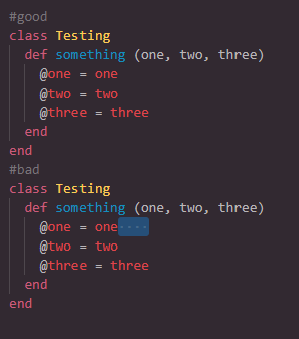 #good
class Testing
  def something (one, two, three)
    @one = one
    @two = two
    @three = three
  end
end
#bad
class Testing
  def something (one, two, three)
    @one = one    
    @two = two
    @three = three
  end
end